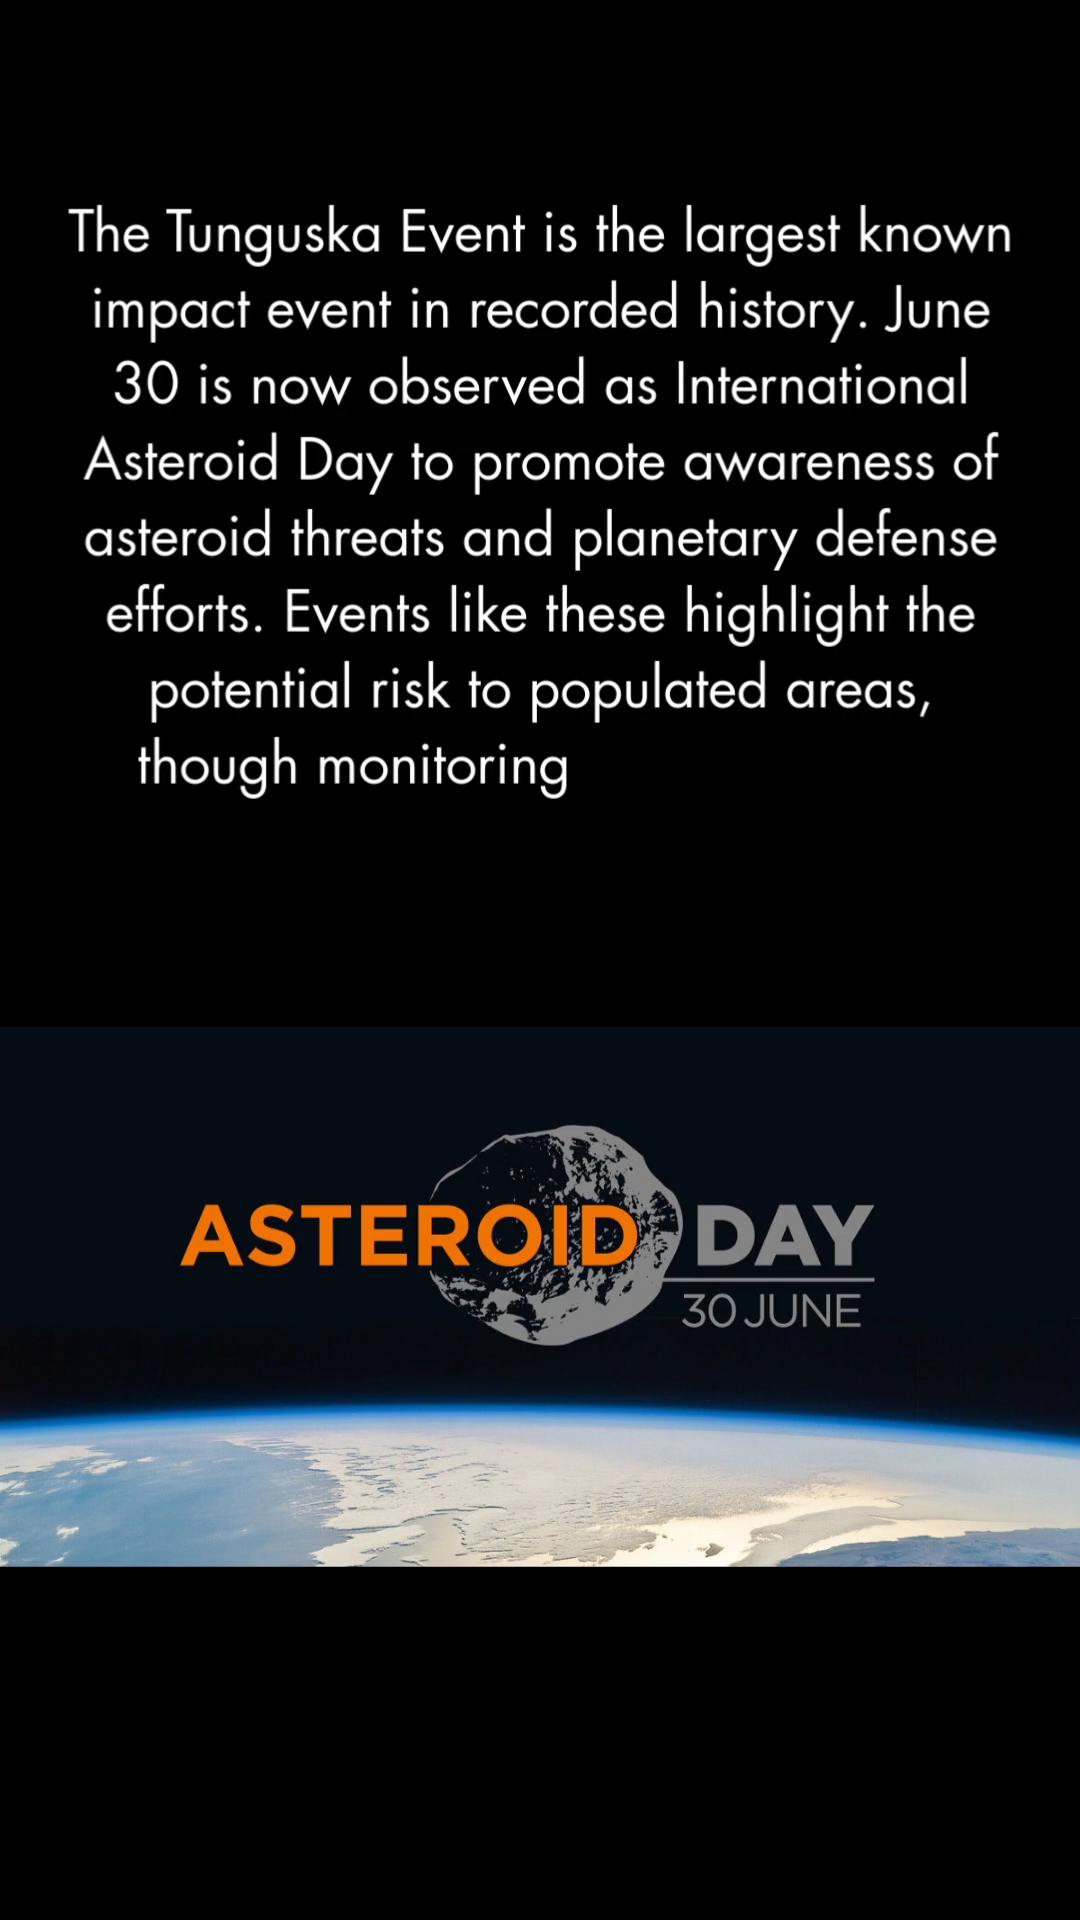 The Tunguska Event is the largest known
impact event in recorded history. June
30 is now observed as International
Asteroid Day to promote awareness of
asteroid threats and planetary defense
efforts. Events like these highlight the
potential risk to populated areas,
though monitoring
ASTEROID DAY
30 JUNE